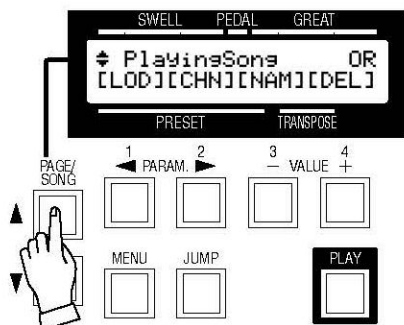 SWELL PEDAL GREAT
PlayingSong OR
[LOD][CHN][NAM][DEL]
PRESET TRANSPOSE
1 2 3 4
PAGE/
SONG
◀ PARAM. ▶ − VALUE +
▲
▼
MENU JUMP PLAY